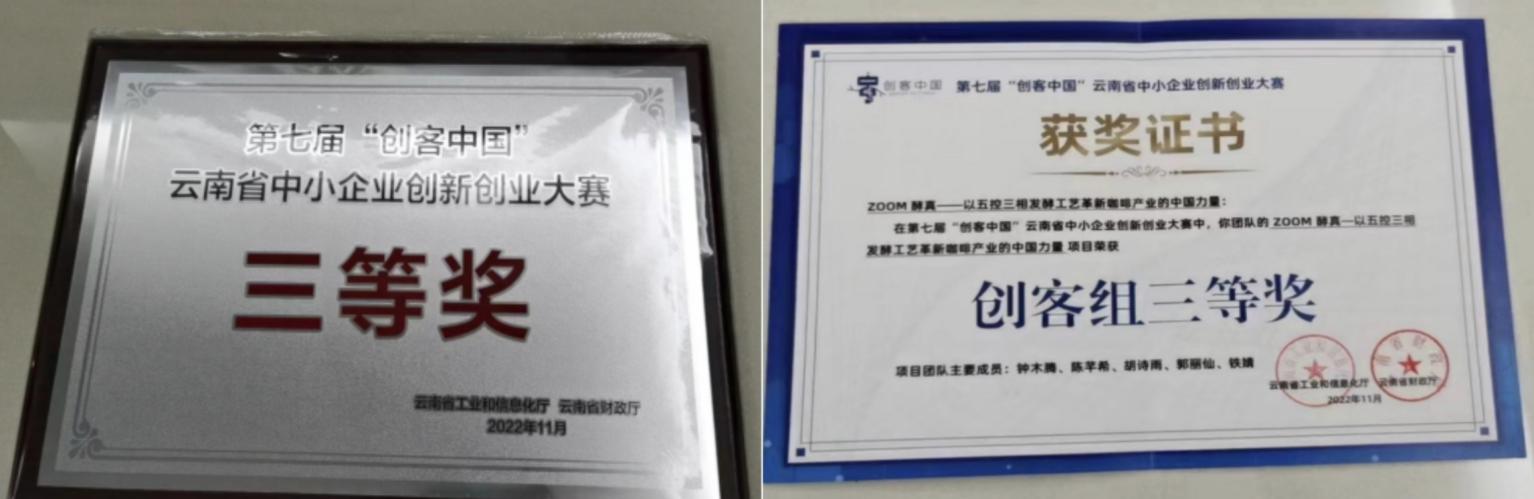 第七届“创客中国”
云南省中小企业创新创业大赛
三等奖
云南省工业和信息化厅 云南省财政厅
2022年11月
创客中国 第七届“创客中国”云南省中小企业创新创业大赛
获奖证书
ZOOM 酵真——以五控三相发酵工艺革新咖啡产业的中国力量:
在第七届“创客中国”云南省中小企业创新创业大赛中，你团队的 ZOOM 酵真—以五控三相
发酵工艺革新咖啡产业的中国力量 项目荣获
创客组三等奖
项目团队主要成员：钟木腾、陈芊希、胡诗雨、郭丽仙、铁婧
云南省工业和信息化厅 云南省财政厅
2022年11月